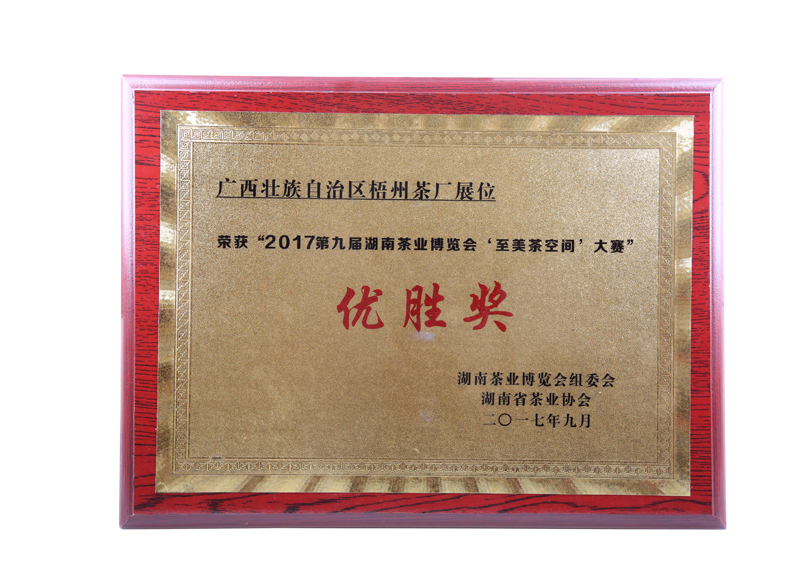 广西壮族自治区梧州茶厂展位
荣获“2017第九届湖南茶业博览会‘至美茶空间’大赛”
优胜奖
湖南茶业博览会组委会
湖南省茶业协会
二〇一七年九月